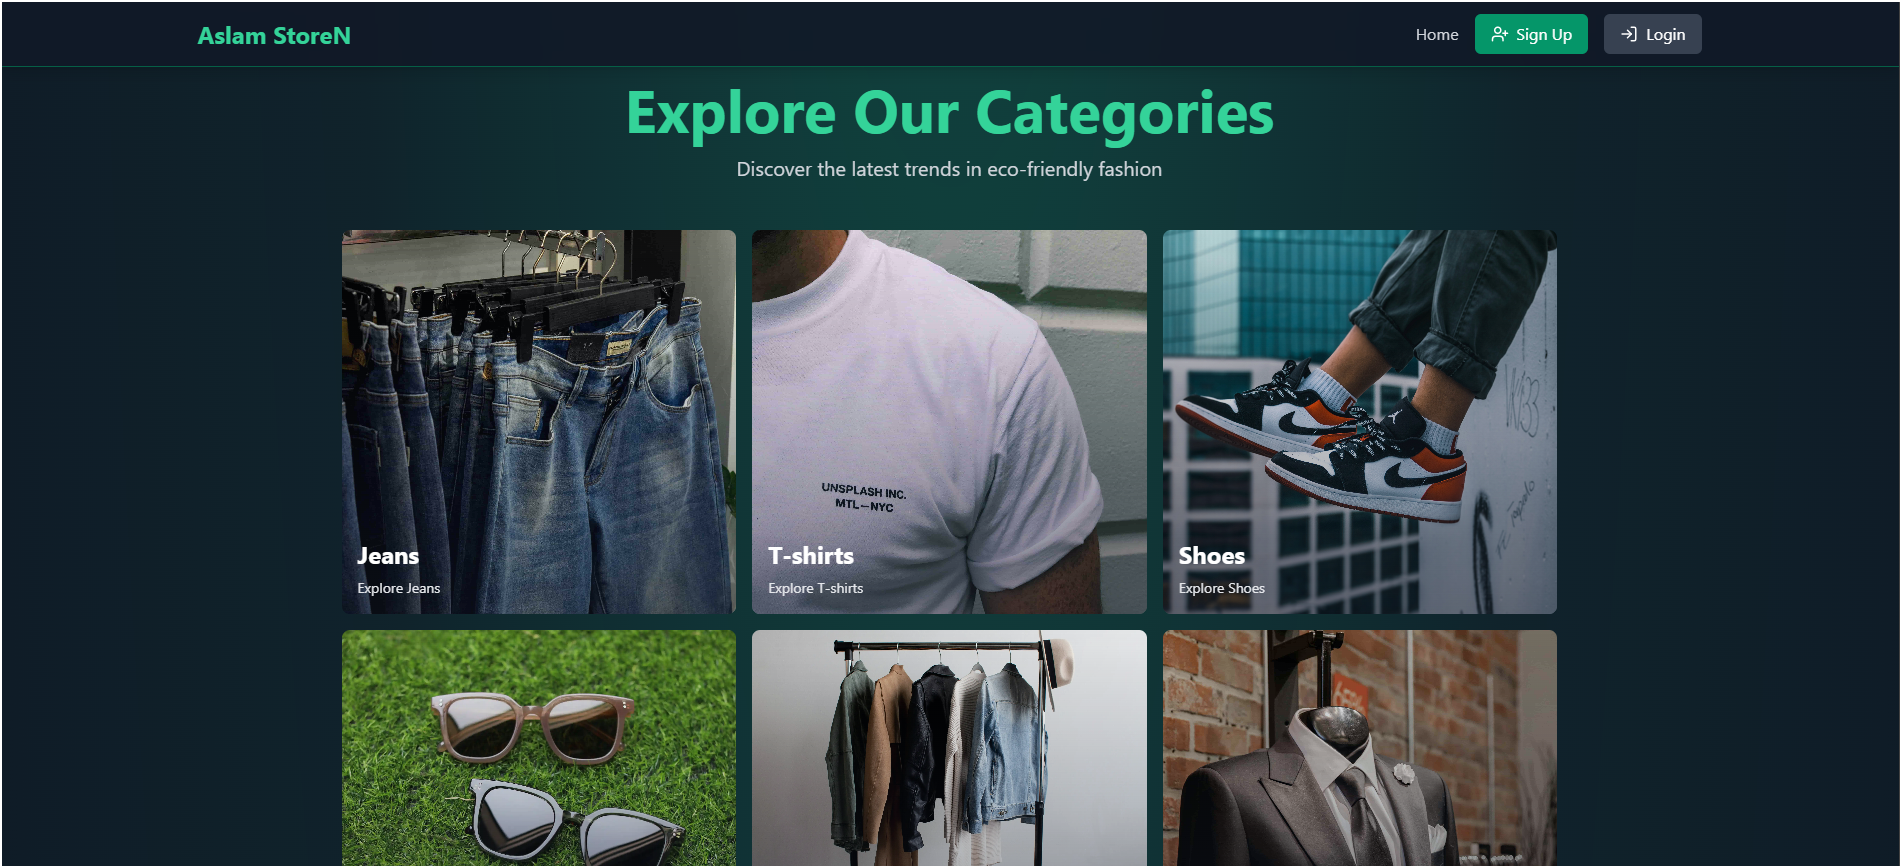 Aslam StoreN
Home
Sign Up
Login
Explore Our Categories
Discover the latest trends in eco-friendly fashion
UNSPLASH INC.
MTL—NYC
Jeans
Explore Jeans
T-shirts
Explore T-shirts
Shoes
Explore Shoes